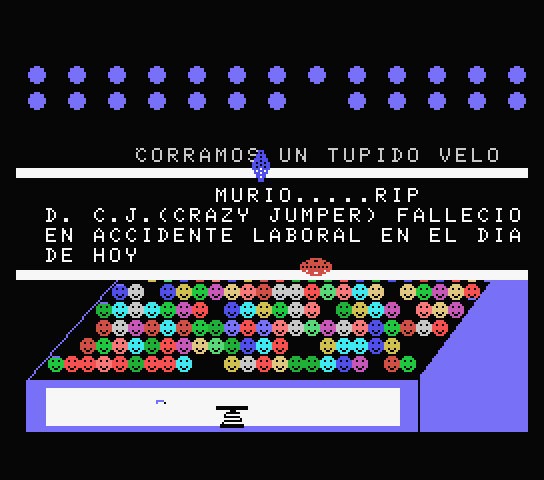 CORRAMOS UN TUPIDO VELO
MURIO.....RIP
D. C.J.(CRAZY JUMPER) FALLECIO
EN ACCIDENTE LABORAL EN EL DIA
DE HOY